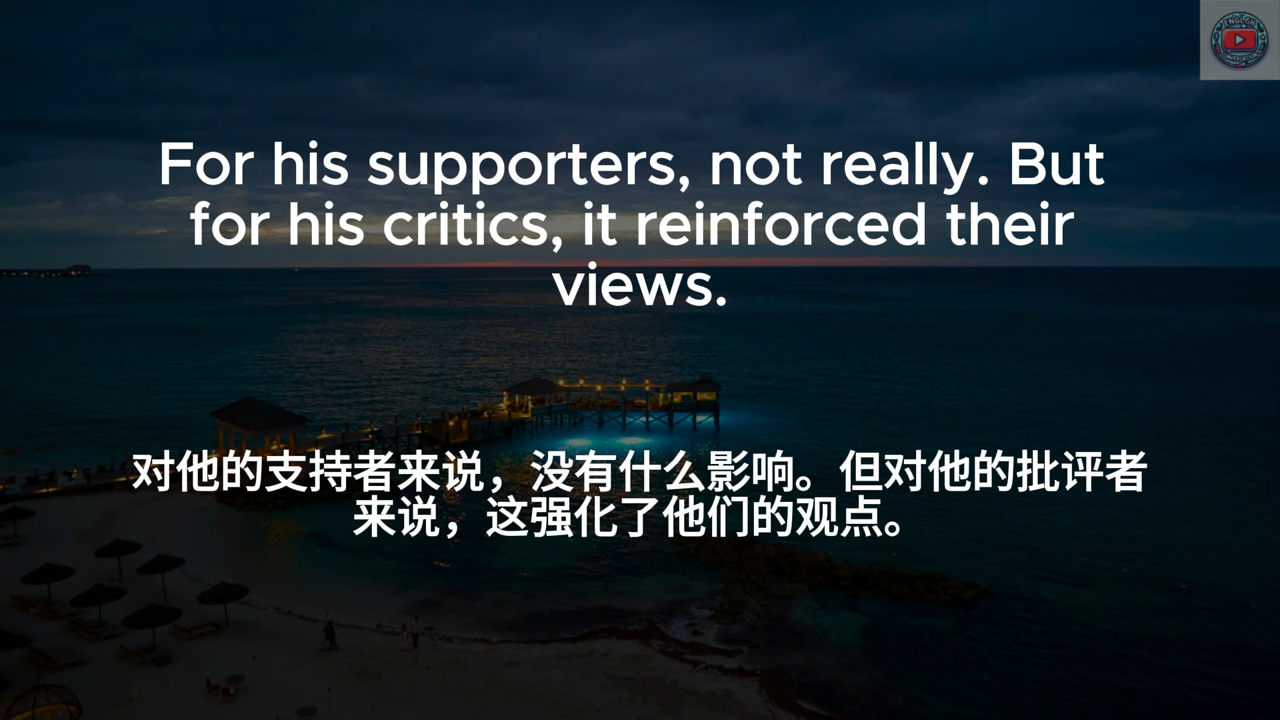 For his supporters, not really. But
for his critics, it reinforced their
views.
对他的支持者来说，没有什么影响。但对他的批评者
来说，这强化了他们的观点。
ENGLISH